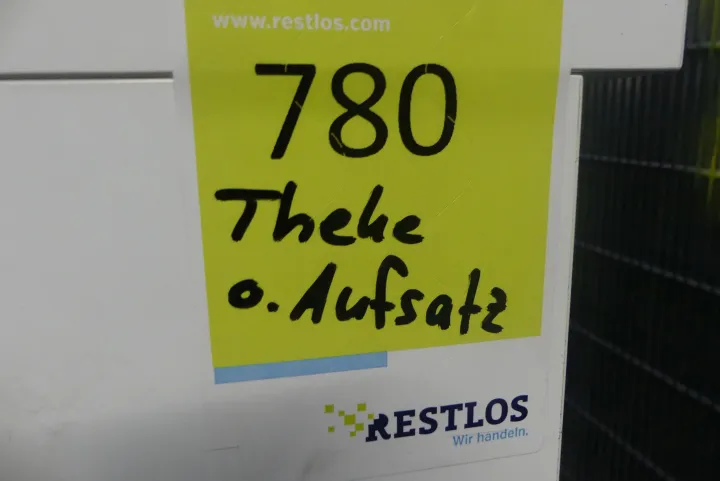 www.restlos.com
780
Theke
o. Aufsatz
RESTLOS
Wir handeln.